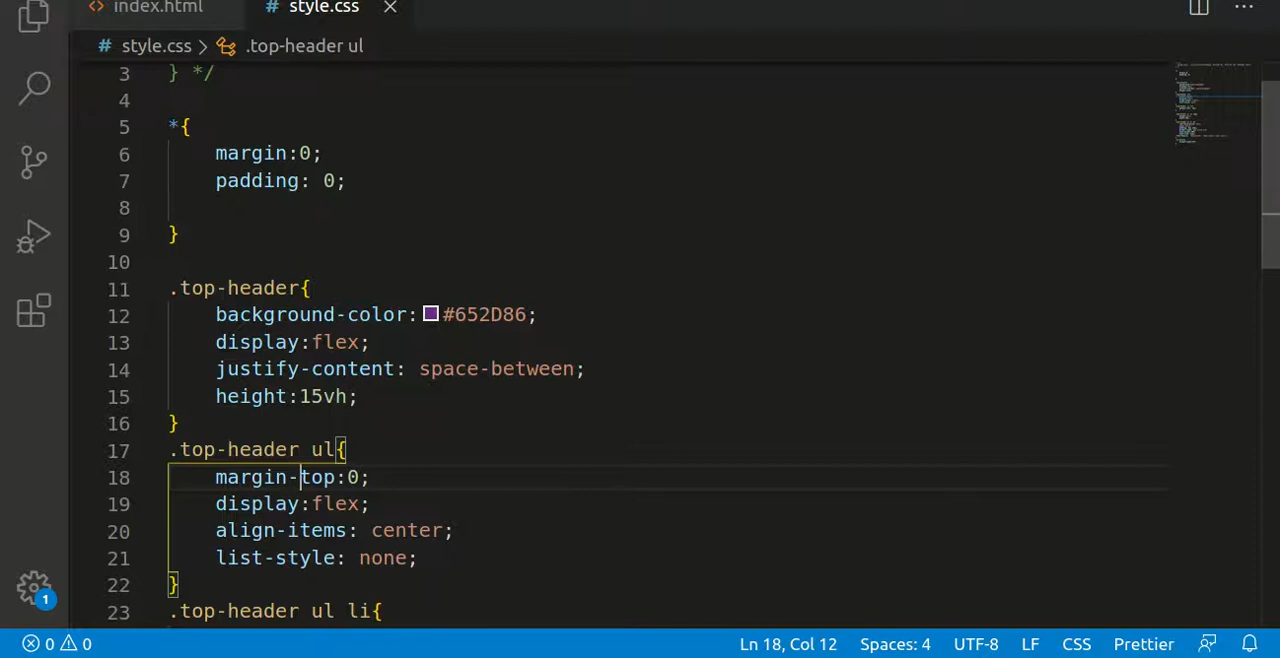 <> index.html # style.css
# style.css > .top-header ul
3 } */
4
5 *{
6 margin:0;
7 padding: 0;
8
9 }
10
11 .top-header{
12 background-color: #652D86;
13 display:flex;
14 justify-content: space-between;
15 height:15vh;
16 }
17 .top-header ul{
18 margin-top:0;
19 display:flex;
20 align-items: center;
21 list-style: none;
22 }
23 .top-header ul li{
1
0 0 Ln 18, Col 12 Spaces: 4 UTF-8 LF CSS Prettier